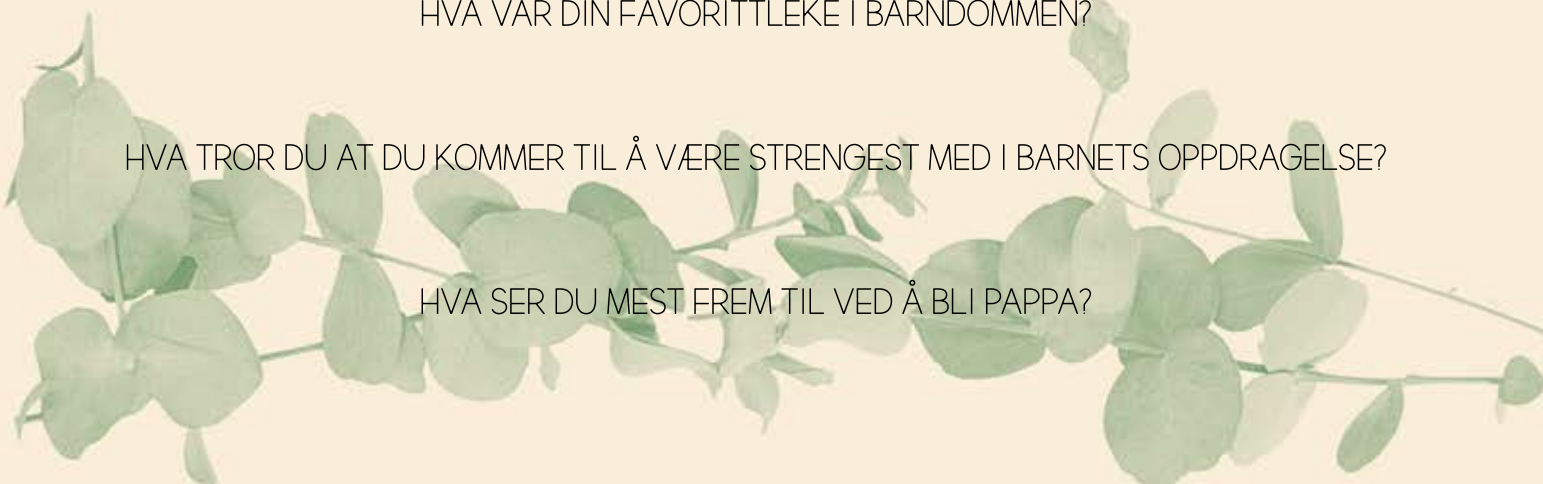 HVA VAR DIN FAVORITTLEKE I BARNDOMMEN?
HVA TROR DU AT DU KOMMER TIL Å VÆRE STRENGEST MED I BARNETS OPPDRAGELSE?
HVA SER DU MEST FREM TIL VED Å BLI PAPPA?